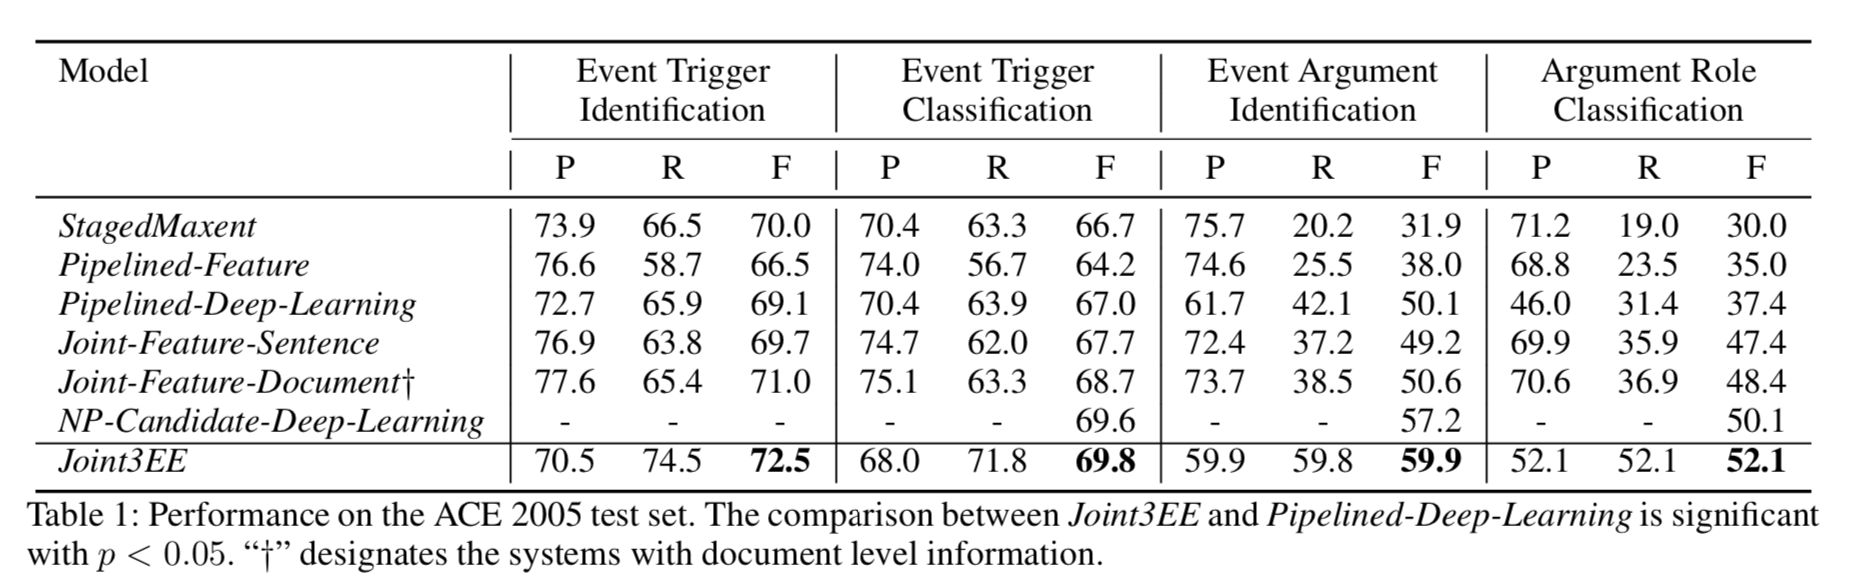 Model Event Trigger Event Trigger Event Argument Argument Role
Identification Classification Identification Classification
P R F P R F P R F P R F
StagedMaxent 73.9 66.5 70.0 70.4 63.3 66.7 75.7 20.2 31.9 71.2 19.0 30.0
Pipelined-Feature 76.6 58.7 66.5 74.0 56.7 64.2 74.6 25.5 38.0 68.8 23.5 35.0
Pipelined-Deep-Learning 72.7 65.9 69.1 70.4 63.9 67.0 61.7 42.1 50.1 46.0 31.4 37.4
Joint-Feature-Sentence 76.9 63.8 69.7 74.7 62.0 67.7 72.4 37.2 49.2 69.9 35.9 47.4
Joint-Feature-Document† 77.6 65.4 71.0 75.1 63.3 68.7 73.7 38.5 50.6 70.6 36.9 48.4
NP-Candidate-Deep-Learning - - - - - 69.6 - - 57.2 - - 50.1
Joint3EE 70.5 74.5 72.5 68.0 71.8 69.8 59.9 59.8 59.9 52.1 52.1 52.1
Table 1: Performance on the ACE 2005 test set. The comparison between Joint3EE and Pipelined-Deep-Learning is significant
with p < 0.05. “†” designates the systems with document level information.